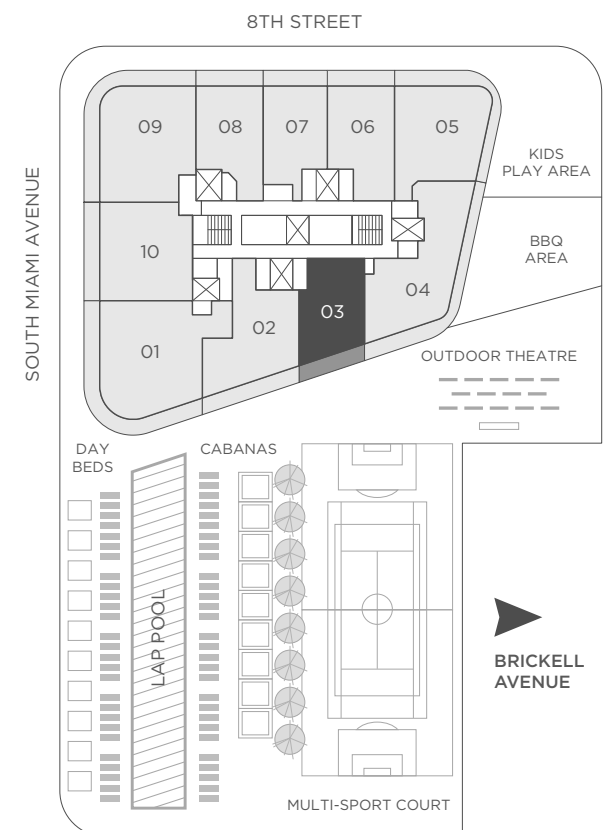 8TH STREET
SOUTH MIAMI AVENUE
09
08
07
06
05
KIDS
PLAY AREA
10
BBQ
AREA
04
03
02
01
OUTDOOR THEATRE
DAY
BEDS
CABANAS
LAP POOL
BRICKELL
AVENUE
MULTI-SPORT COURT